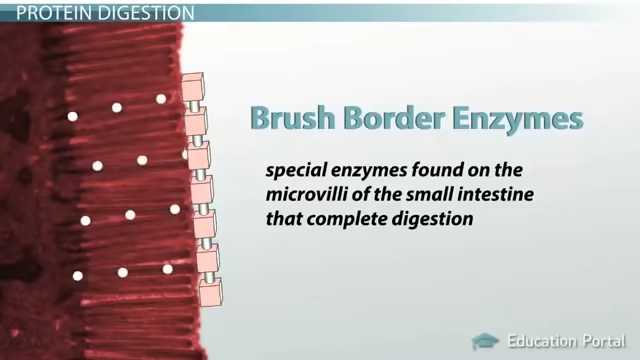 PROTEIN DIGESTION
Brush Border Enzymes
special enzymes found on the
microvilli of the small intestine
that complete digestion
Education Portal